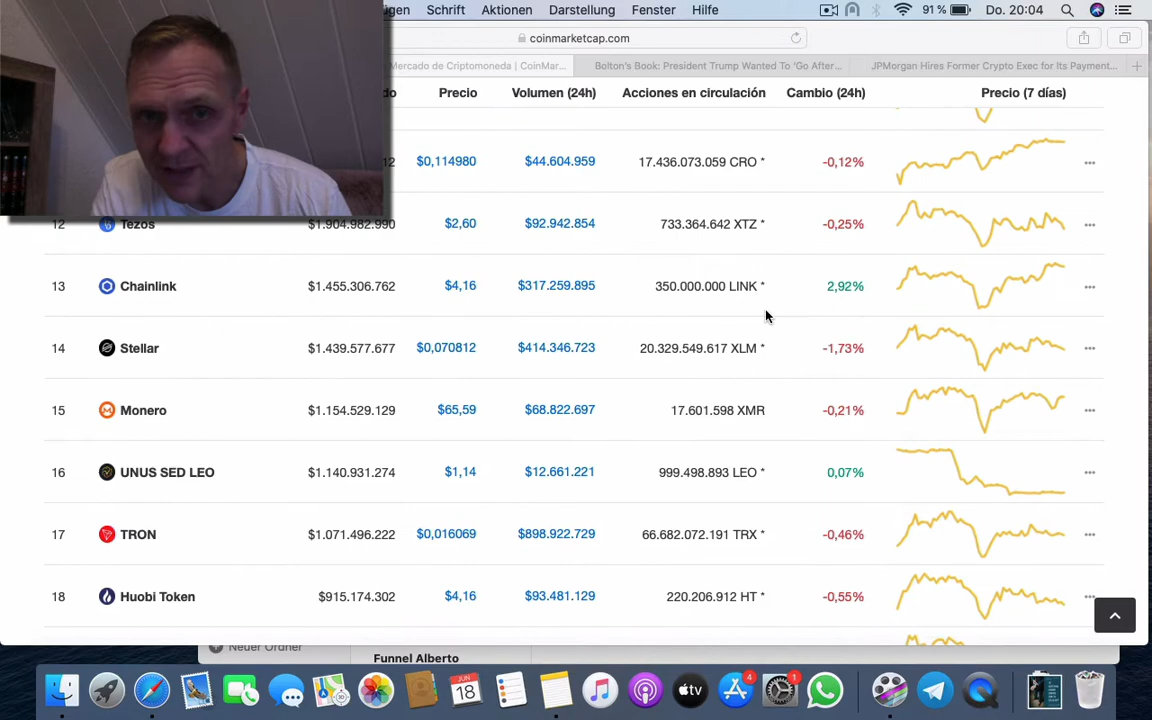 Schrift Aktionen Darstellung Fenster Hilfe 91 % Do. 20:04
coinmarketcap.com
Mercado de Criptomoneda | CoinMar... Bolton's Book: President Trump Wanted To 'Go After... JPMorgan Hires Former Crypto Exec for Its Payment...
Precio Volumen (24h) Acciones en circulación Cambio (24h) Precio (7 días)
$0,114980 $44.604.959 17.436.073.059 CRO * -0,12%
12 Tezos $1.904.982.990 $2,60 $92.942.854 733.364.642 XTZ * -0,25%
13 Chainlink $1.455.306.762 $4,16 $317.259.895 350.000.000 LINK * 2,92%
14 Stellar $1.439.577.677 $0,070812 $414.346.723 20.329.549.617 XLM * -1,73%
15 Monero $1.154.529.129 $65,59 $68.822.697 17.601.598 XMR -0,21%
16 UNUS SED LEO $1.140.931.274 $1,14 $12.661.221 999.498.893 LEO * 0,07%
17 TRON $1.071.496.222 $0,016069 $898.922.729 66.682.072.191 TRX * -0,46%
18 Huobi Token $915.174.302 $4,16 $93.481.129 220.206.912 HT * -0,55%
Neuer Ordner
Funnel Alberto
JUN
18
tv
4
1